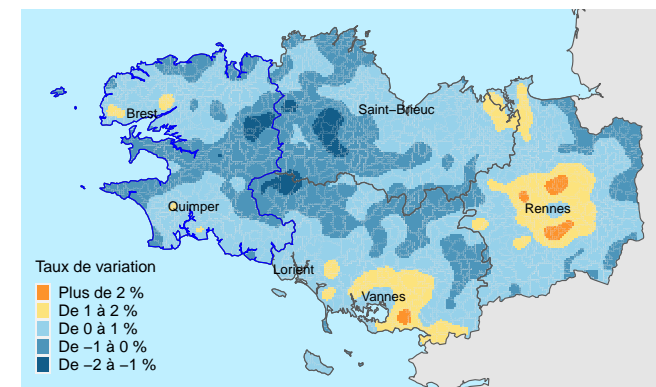 Saint−Brieuc
Brest
Quimper
Rennes
Lorient
Vannes
Taux de variation
Plus de 2 %
De 1 à 2 %
De 0 à 1 %
De −1 à 0 %
De −2 à −1 %